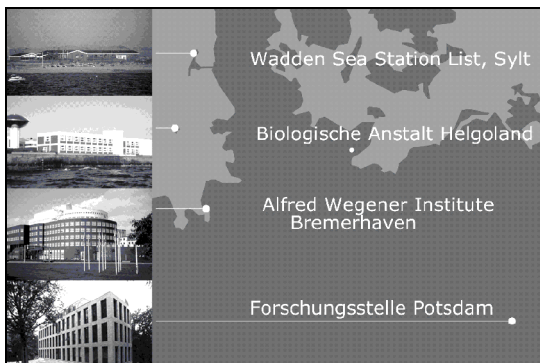 Wadden Sea Station List, Sylt
Biologische Anstalt Helgoland
Alfred Wegener Institute
Bremerhaven
Forschungsstelle Potsdam